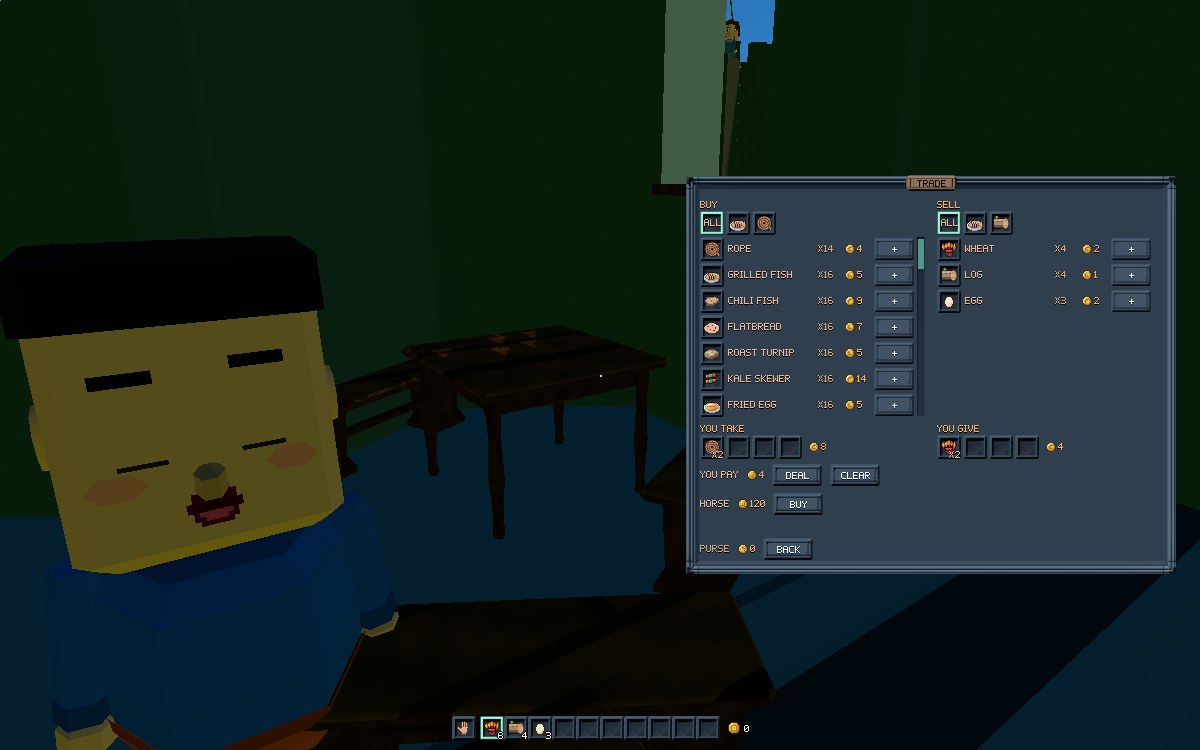 TRADE
BUY
SELL
ALL
ALL
ROPE X14 4 +
WHEAT X4 2 +
GRILLED FISH X16 5 +
LOG X4 1 +
CHILI FISH X16 9 +
EGG X3 2 +
FLATBREAD X16 7 +
ROAST TURNIP X16 5 +
KALE SKEWER X16 14 +
FRIED EGG X16 5 +
YOU TAKE
YOU GIVE
X2 8
X2 4
YOU PAY 4 DEAL CLEAR
HORSE 120 BUY
PURSE 0 BACK
6 4 3 0